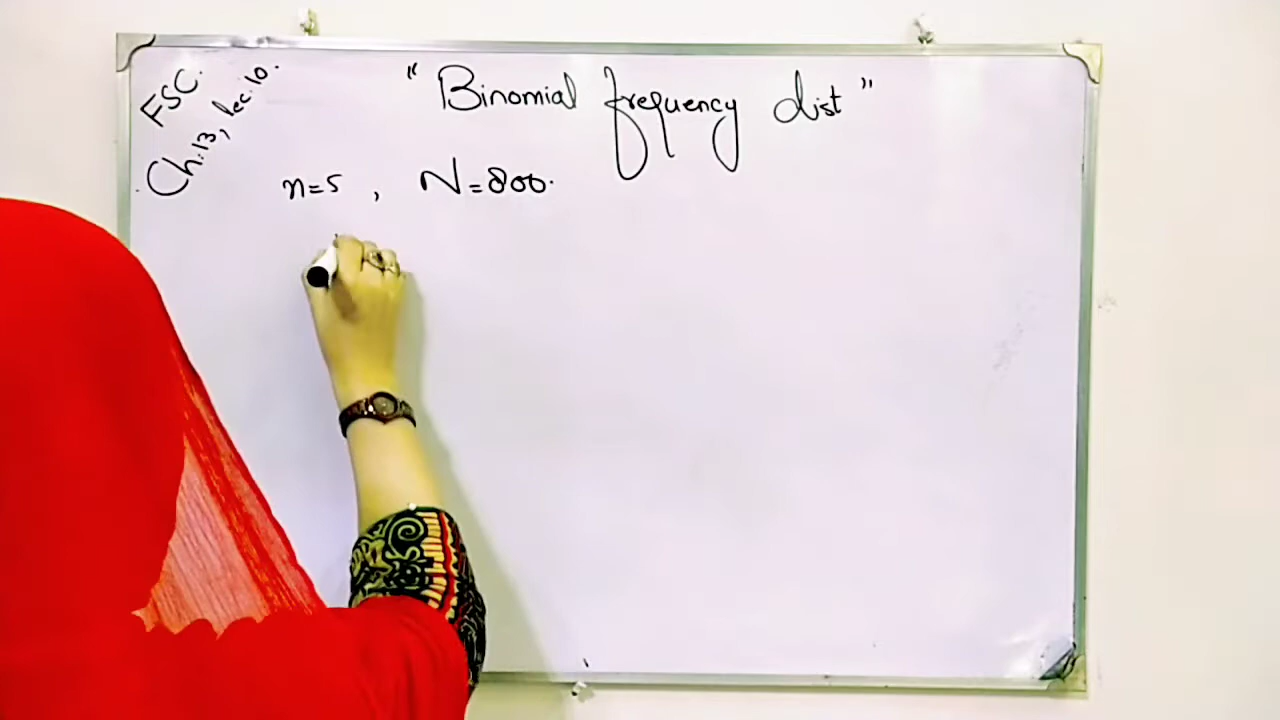 FSC.
Ch.13, lec.10.
" Binomial frequency dist "
n=5 , N=800.